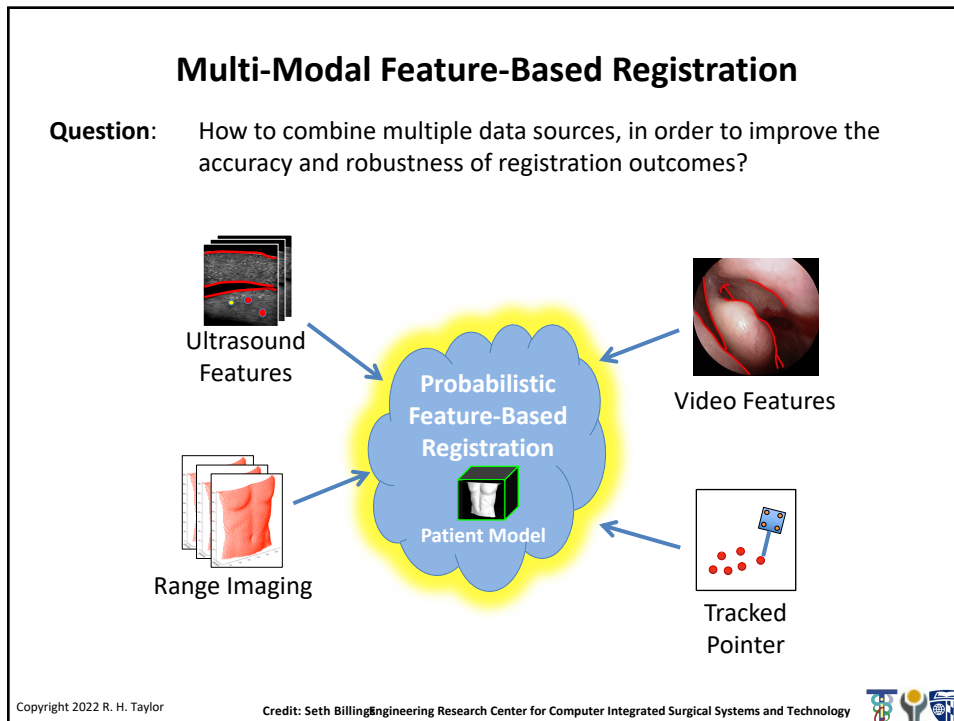 Multi-Modal Feature-Based Registration
Question: How to combine multiple data sources, in order to improve the
accuracy and robustness of registration outcomes?
Ultrasound
Features
Probabilistic
Feature-Based
Registration
Patient Model
Video Features
Range Imaging
Tracked
Pointer
Copyright 2022 R. H. Taylor
Credit: Seth Billings
Engineering Research Center for Computer Integrated Surgical Systems and Technology